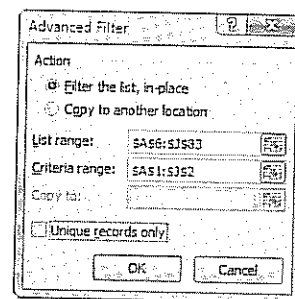 Advanced Filter
Action
Filter the list, in-place
Copy to another location
List range: $A$6:$J$33
Criteria range: $A$1:$J$2
Copy to:
Unique records only
OK Cancel